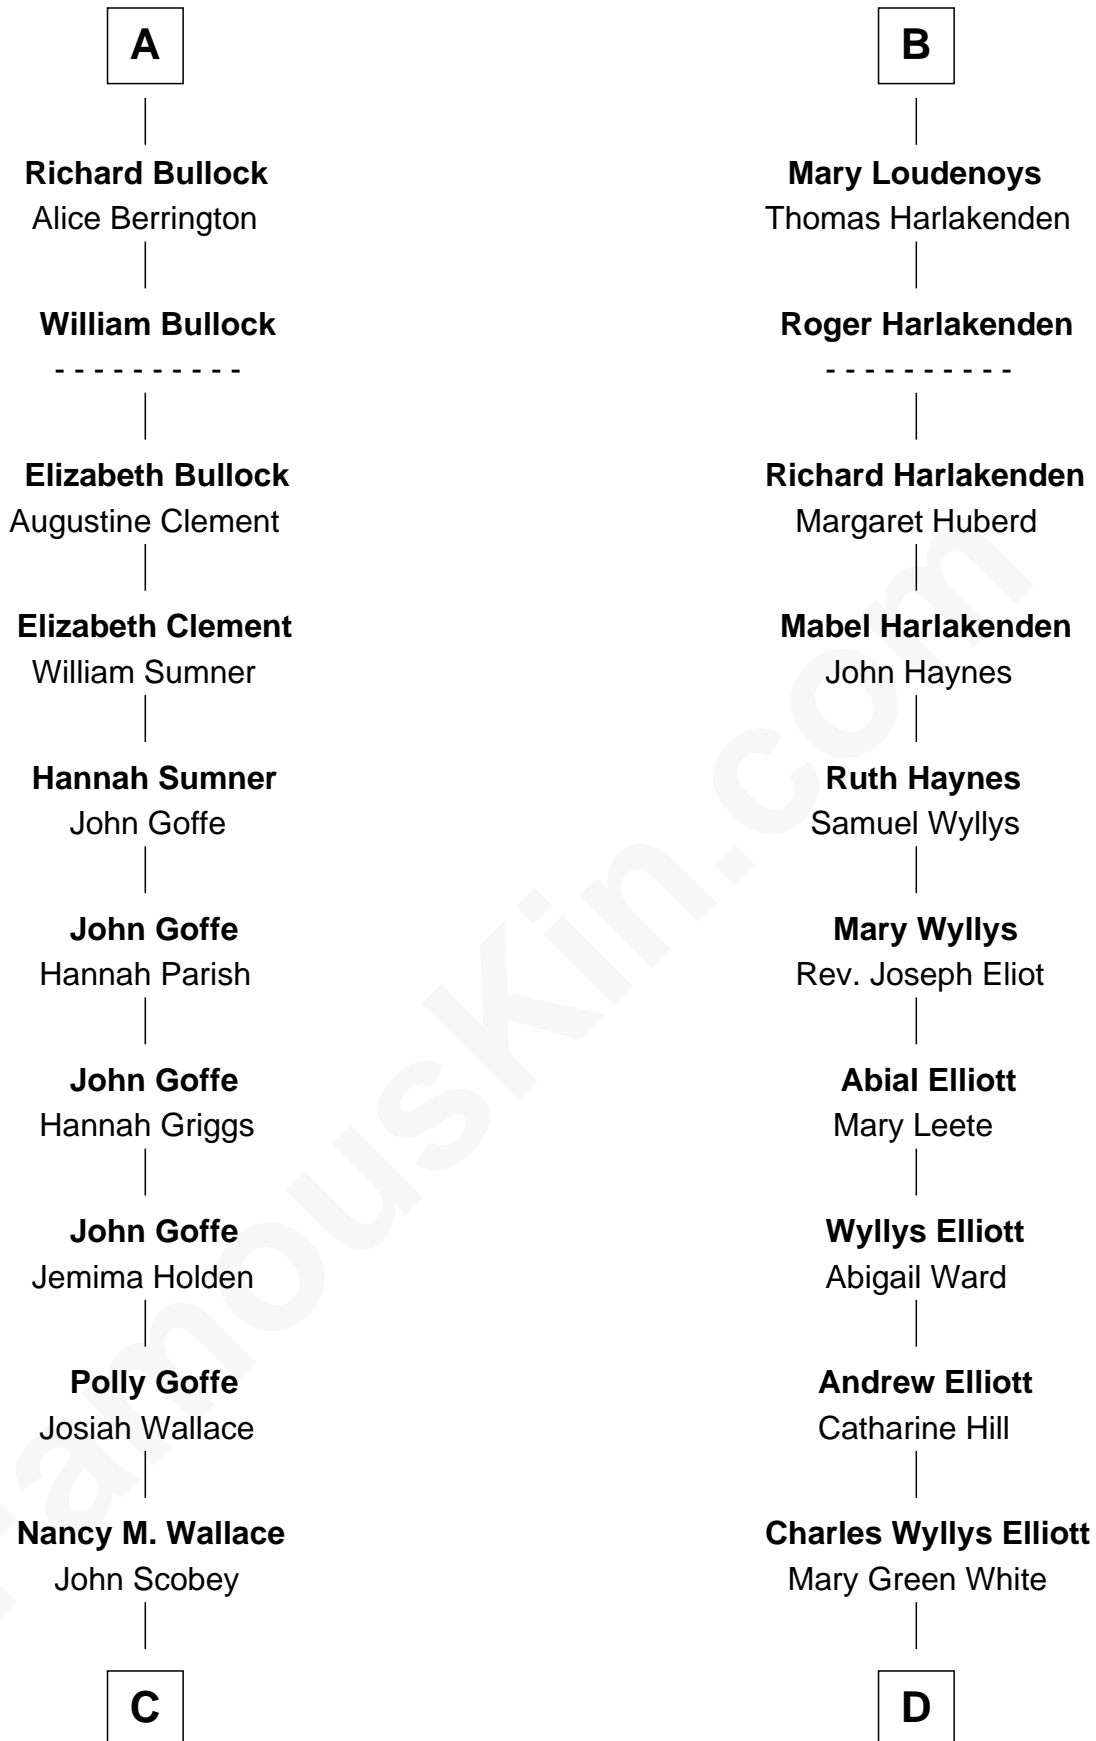 A
Richard Bullock
Alice Berrington
William Bullock
- - - - - - - - - -
Elizabeth Bullock
Augustine Clement
Elizabeth Clement
William Sumner
Hannah Sumner
John Goffe
John Goffe
Hannah Parish
John Goffe
Hannah Griggs
John Goffe
Jemima Holden
Polly Goffe
Josiah Wallace
Nancy M. Wallace
John Scobey
C
B
Mary Loudenoys
Thomas Harlakenden
Roger Harlakenden
- - - - - - - - - -
Richard Harlakenden
Margaret Huberd
Mabel Harlakenden
John Haynes
Ruth Haynes
Samuel Wyllys
Mary Wyllys
Rev. Joseph Eliot
Abial Elliott
Mary Leete
Wyllys Elliott
Abigail Ward
Andrew Elliott
Catharine Hill
Charles Wyllys Elliott
Mary Green White
D
FamousKin.com